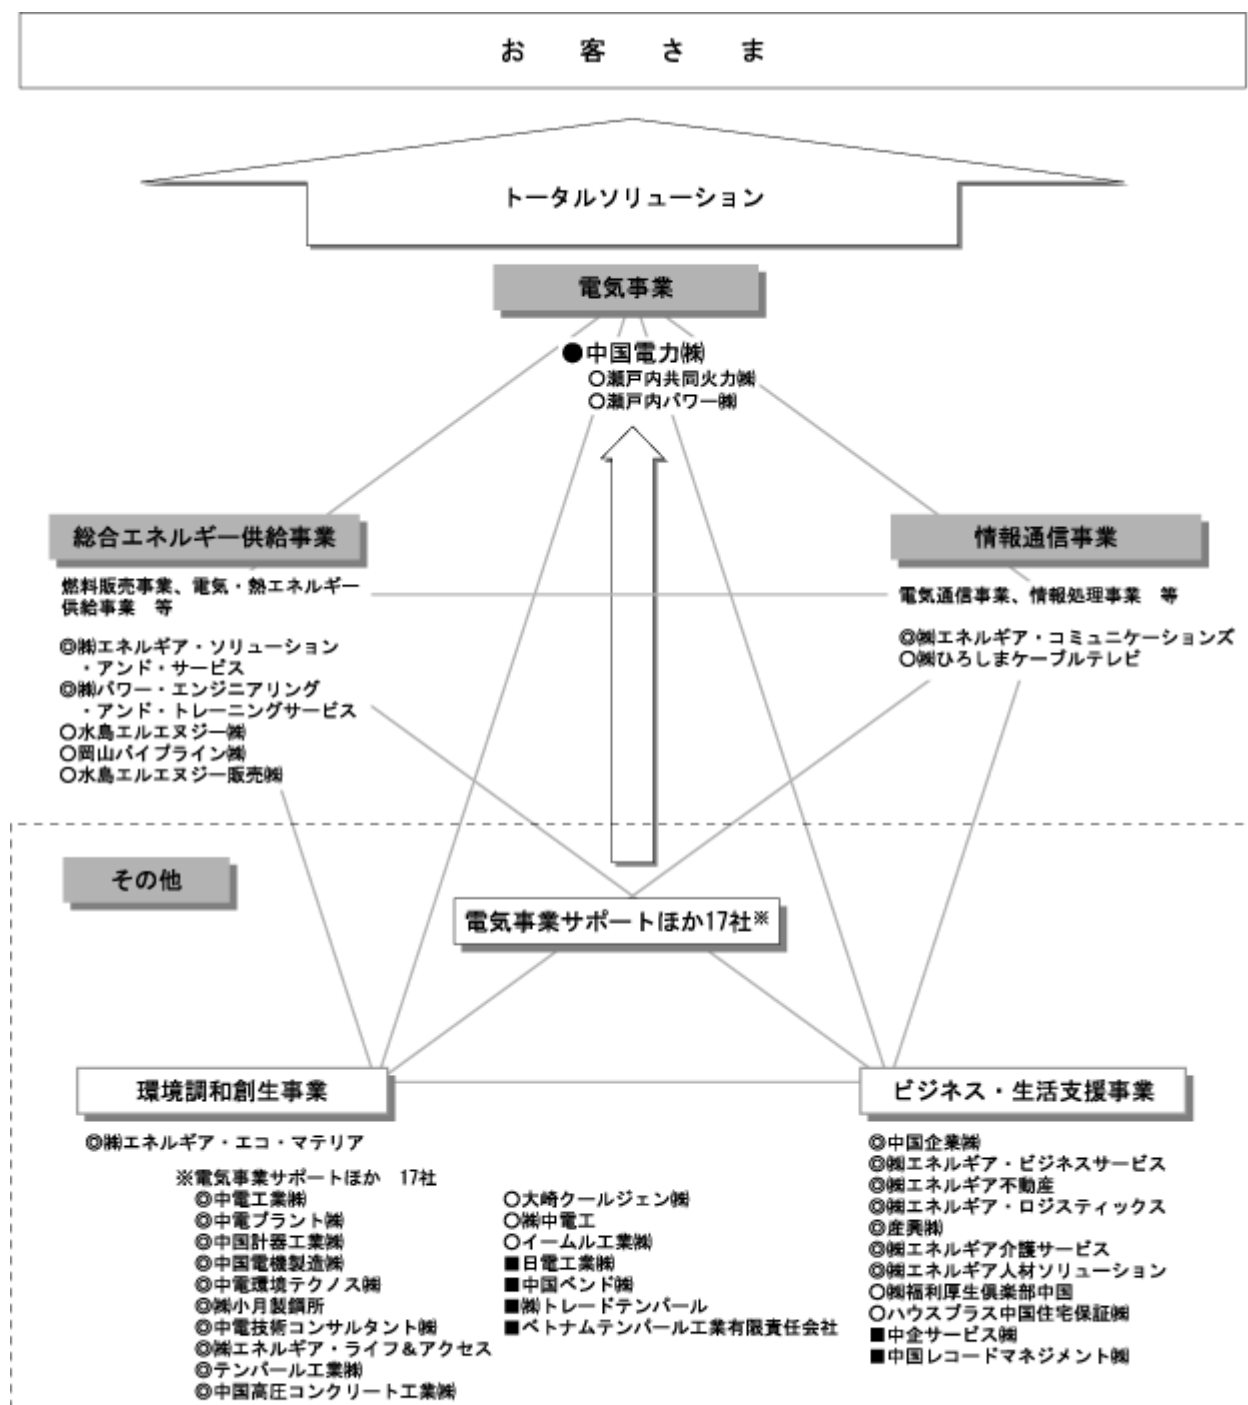 お客さま
トータルソリューション
電気事業
●中国電力㈱
○瀬戸内共同火力㈱
○瀬戸内パワー㈱
総合エネルギー供給事業
燃料販売事業、電気・熱エネルギー
供給事業　等
◎㈱エネルギア・ソリューション
・アンド・サービス
◎㈱パワー・エンジニアリング
・アンド・トレーニングサービス
○水島エルエヌジー㈱
○岡山パイプライン㈱
○水島エルエヌジー販売㈱
情報通信事業
電気通信事業、情報処理事業　等
◎㈱エネルギア・コミュニケーションズ
○㈱ひろしまケーブルテレビ
その他
電気事業サポートほか17社※
環境調和創生事業
◎㈱エネルギア・エコ・マテリア
※電気事業サポートほか　17社
◎中電工業㈱
◎中電プラント㈱
◎中国計器工業㈱
◎中国電機製造㈱
◎中電環境テクノス㈱
◎㈱小月製鋼所
◎中電技術コンサルタント㈱
◎㈱エネルギア・ライフ＆アクセス
◎テンパール工業㈱
◎中国高圧コンクリート工業㈱
○大崎クールジェン㈱
○㈱中電工
○イームル工業㈱
■日電工業㈱
■中国ベンド㈱
■㈱トレードテンパール
■ベトナムテンパール工業有限責任会社
ビジネス・生活支援事業
◎中国企業㈱
◎㈱エネルギア・ビジネスサービス
◎㈱エネルギア不動産
◎㈱エネルギア・ロジスティックス
◎産興㈱
◎㈱エネルギア介護サービス
◎㈱エネルギア人材ソリューション
○㈱福利厚生倶楽部中国
○ハウスプラス中国住宅保証㈱
■中企サービス㈱
■中国レコードマネジメント㈱